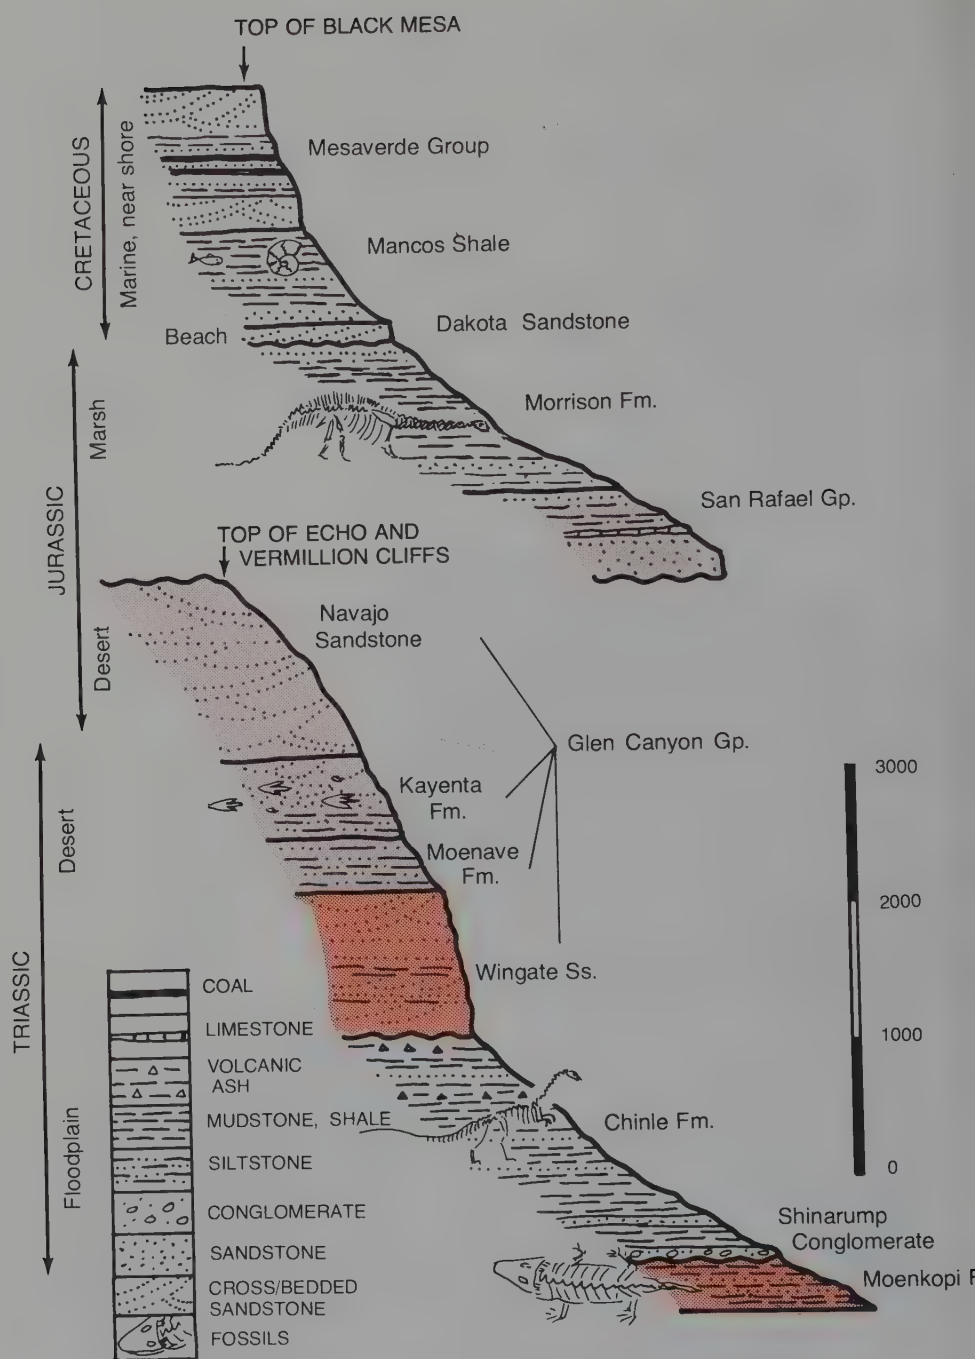 TOP OF BLACK MESA
CRETACEOUS
Marine, near shore
Mesaverde Group
Mancos Shale
Beach
Dakota Sandstone
JURASSIC
Marsh
Morrison Fm.
San Rafael Gp.
TOP OF ECHO AND
VERMILLION CLIFFS
Desert
Navajo
Sandstone
Glen Canyon Gp.
TRIASSIC
Desert
Kayenta
Fm.
Moenave
Fm.
Wingate Ss.
3000
2000
1000
0
Floodplain
Chinle Fm.
Shinarump
Conglomerate
Moenkopi F
COAL
LIMESTONE
VOLCANIC
ASH
MUDSTONE, SHALE
SILTSTONE
CONGLOMERATE
SANDSTONE
CROSS/BEDDED
SANDSTONE
FOSSILS